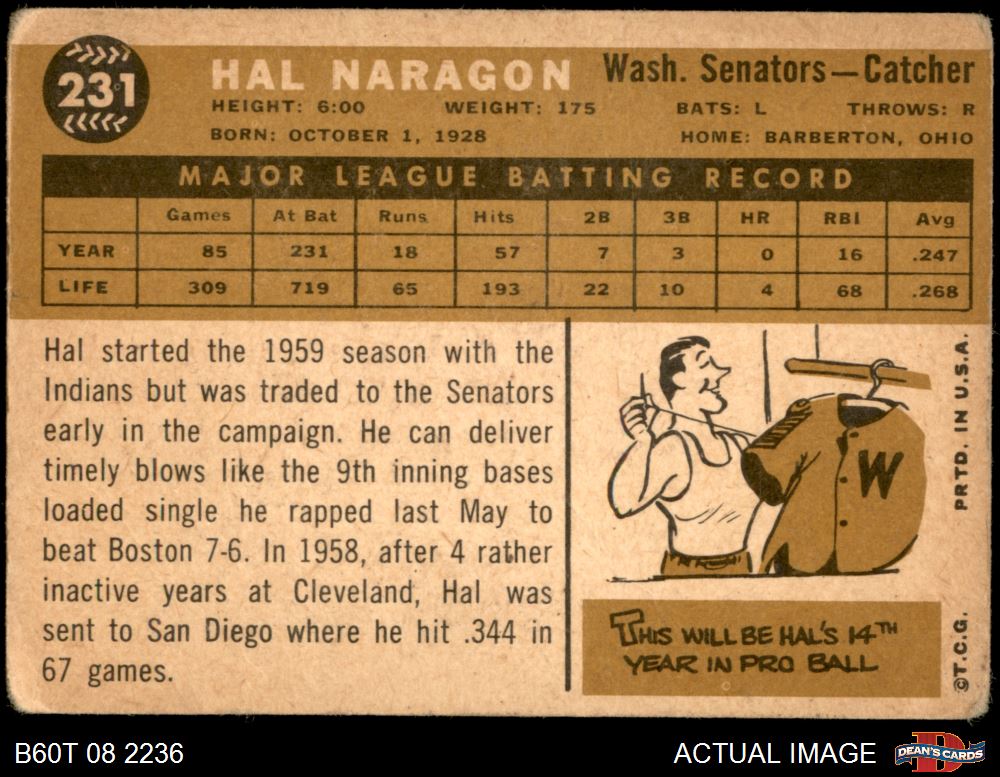 231
HAL NARAGON
Wash. Senators—Catcher
HEIGHT: 6:00 WEIGHT: 175 BATS: L THROWS: R
BORN: OCTOBER 1, 1928 HOME: BARBERTON, OHIO
MAJOR LEAGUE BATTING RECORD
Games At Bat Runs Hits 2B 3B HR RBI Avg
YEAR 85 231 18 57 7 3 0 16 .247
LIFE 309 719 65 193 22 10 4 68 .268
Hal started the 1959 season with the
Indians but was traded to the Senators
early in the campaign. He can deliver
timely blows like the 9th inning bases
loaded single he rapped last May to
beat Boston 7-6. In 1958, after 4 rather
inactive years at Cleveland, Hal was
sent to San Diego where he hit .344 in
67 games.
W
THIS WILL BE HAL'S 14TH
YEAR IN PRO BALL
©T.C.G. PRTD. IN U.S.A.
B60T 08 2236
ACTUAL IMAGE
D
DEAN'S CARDS